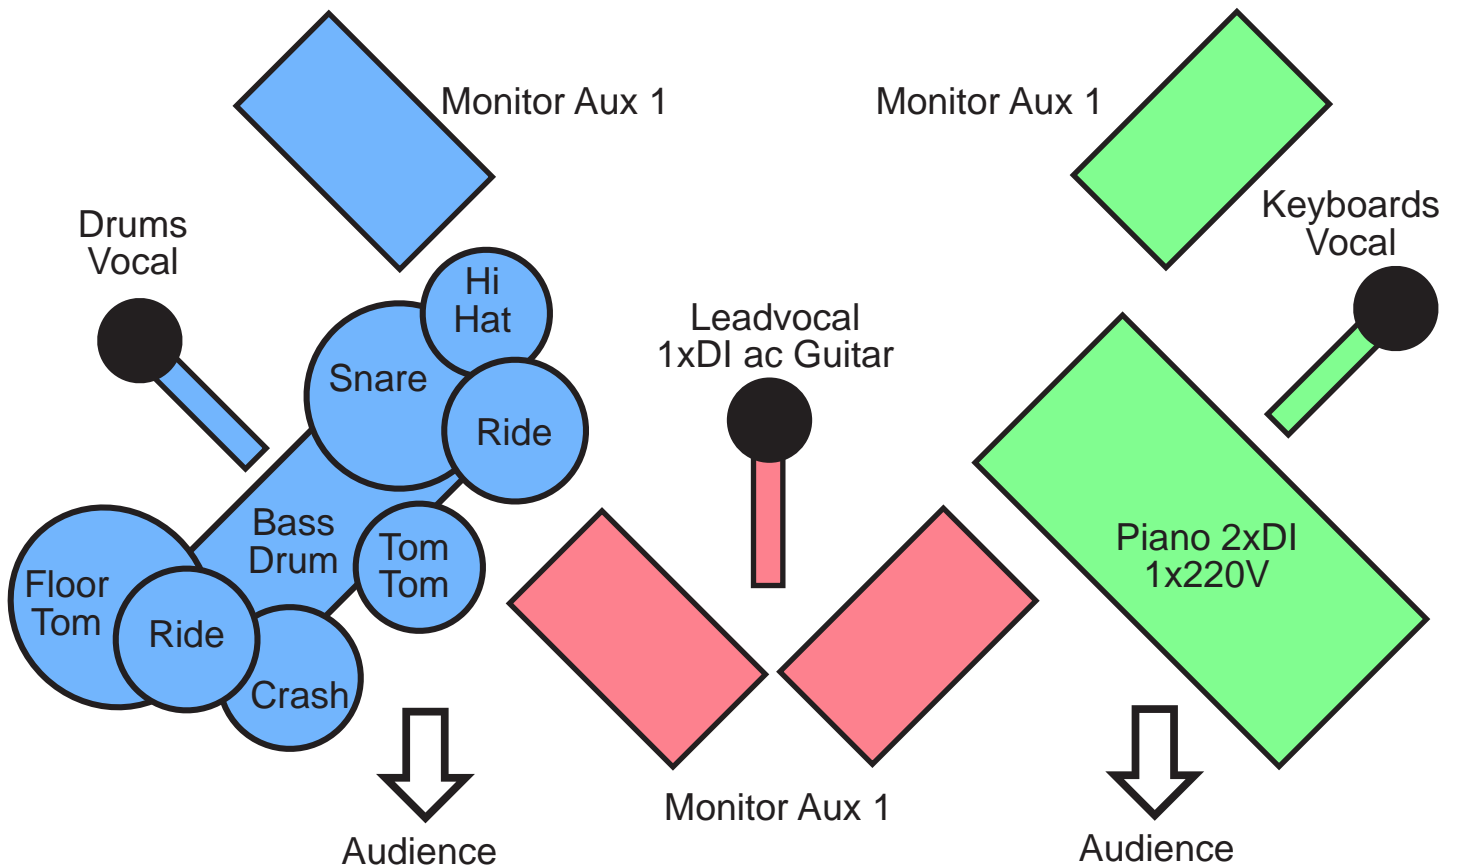 Monitor Aux 1
Monitor Aux 1
Drums
Vocal
Keyboards
Vocal
Hi
Hat
Leadvocal
1xDI ac Guitar
Snare
Ride
Bass
Drum
Tom
Tom
Piano 2xDI
1x220V
Floor
Tom
Ride
Crash
Monitor Aux 1
Audience
Audience